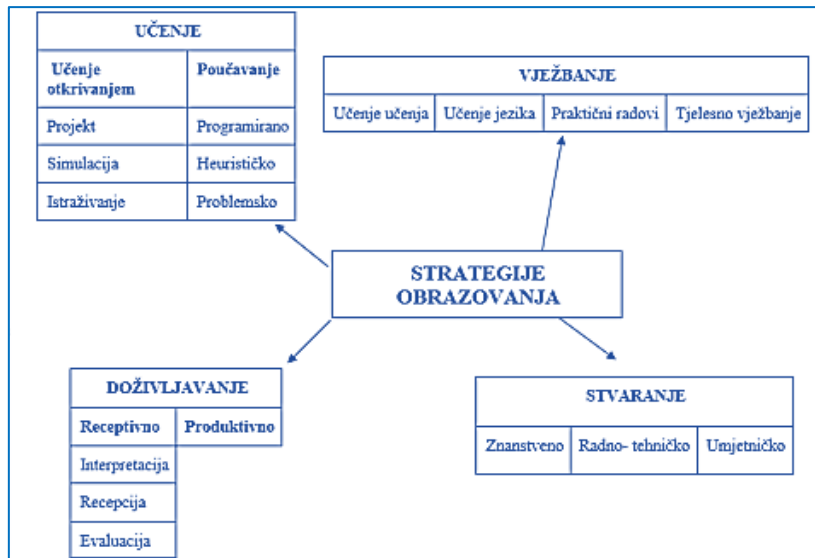 UČENJE
Učenje otkrivanjem
Poučavanje
Projekt
Programirano
Simulacija
Heurističko
Istraživanje
Problemsko
VJEŽBANJE
Učenje učenja
Učenje jezika
Praktični radovi
Tjelesno vježbanje
STRATEGIJE
OBRAZOVANJA
DOŽIVLJAVANJE
Receptivno
Produktivno
Interpretacija
Recepcija
Evaluacija
STVARANJE
Znanstveno
Radno- tehničko
Umjetničko